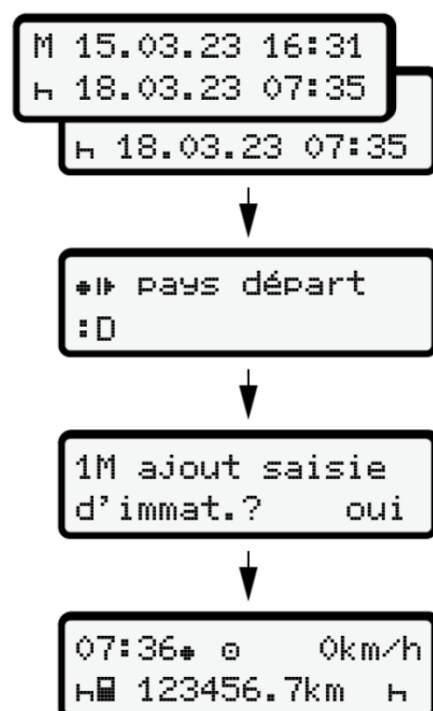 M 15.03.23 16:31
h 18.03.23 07:35
h 18.03.23 07:35
pays départ
:D
1M ajout saisie
d’immat.? oui
07:36 0km/h
h 123456.7km h